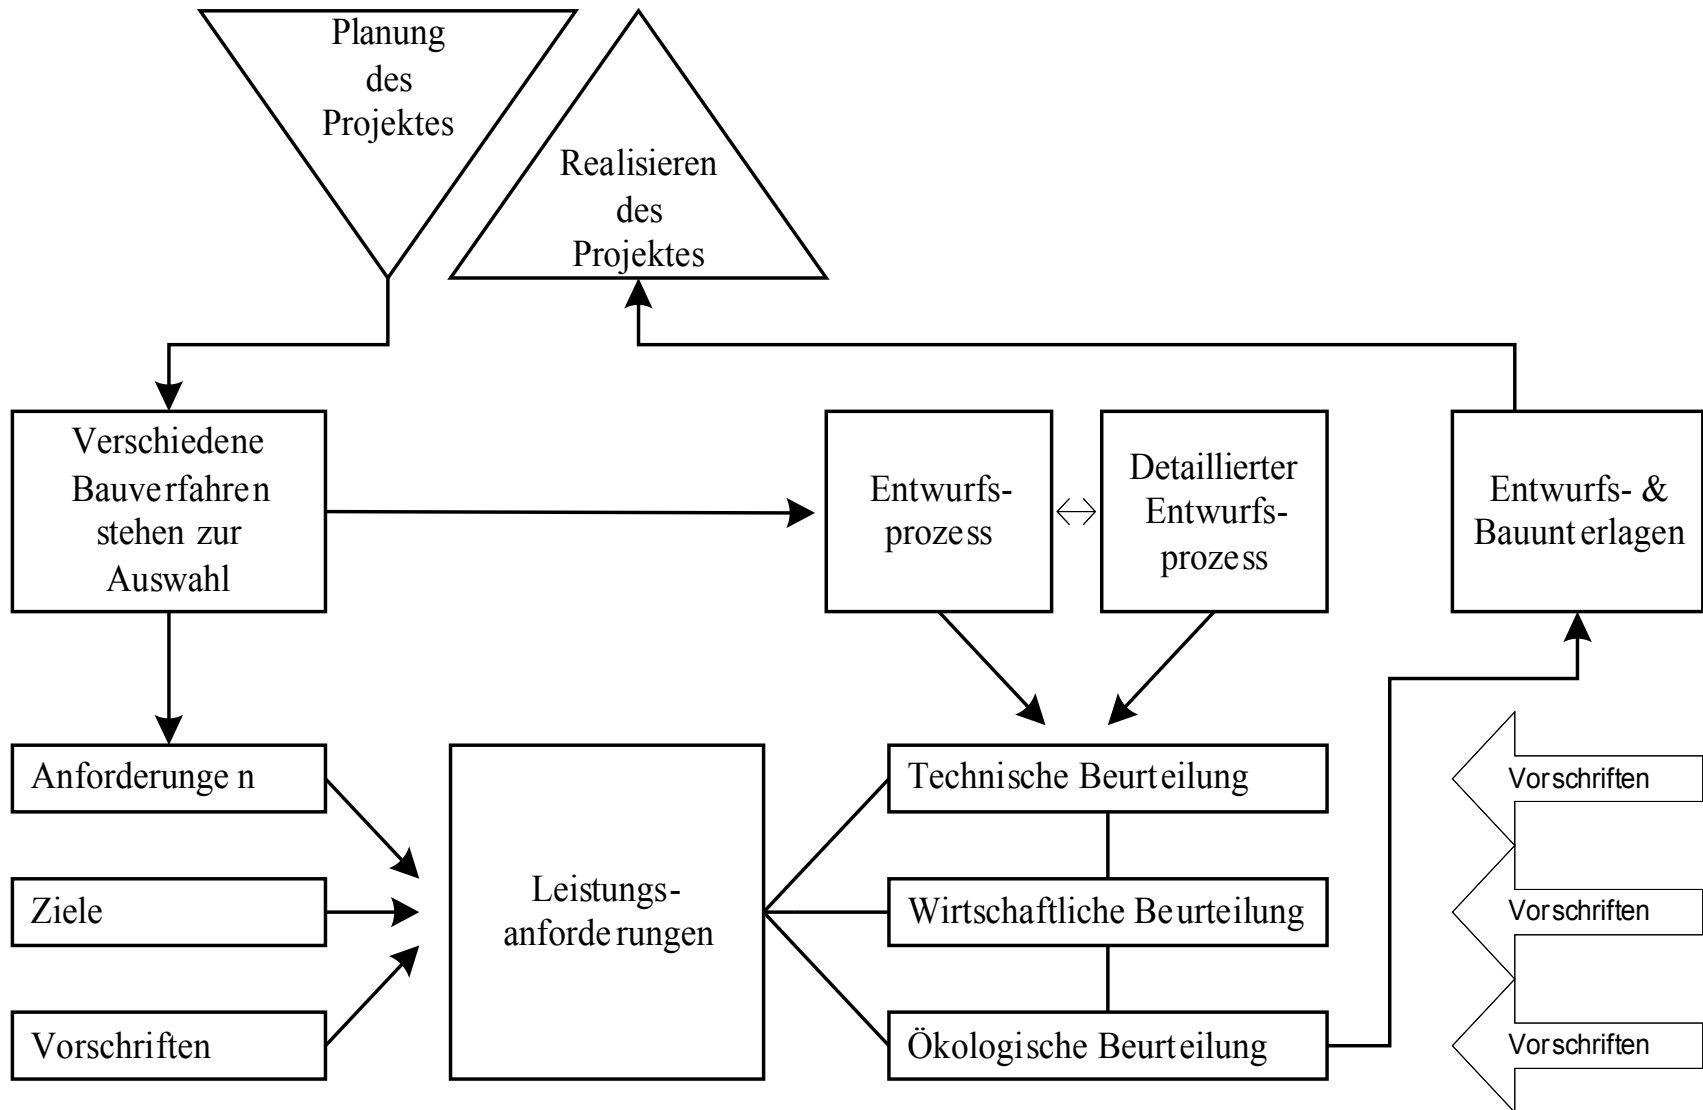 Planung
des
Projektes
Realisieren
des
Projektes
Verschiedene
Bauverfahren
stehen zur
Auswahl
Entwurfs-
prozess
Detaillierter
Entwurfs-
prozess
Entwurfs- &
Bauunterlagen
Anforderungen
Ziele
Vorschriften
Leistungs-
anforderungen
Technische Beurteilung
Wirtschaftliche Beurteilung
Ökologische Beurteilung
Vorschriften
Vorschriften
Vorschriften